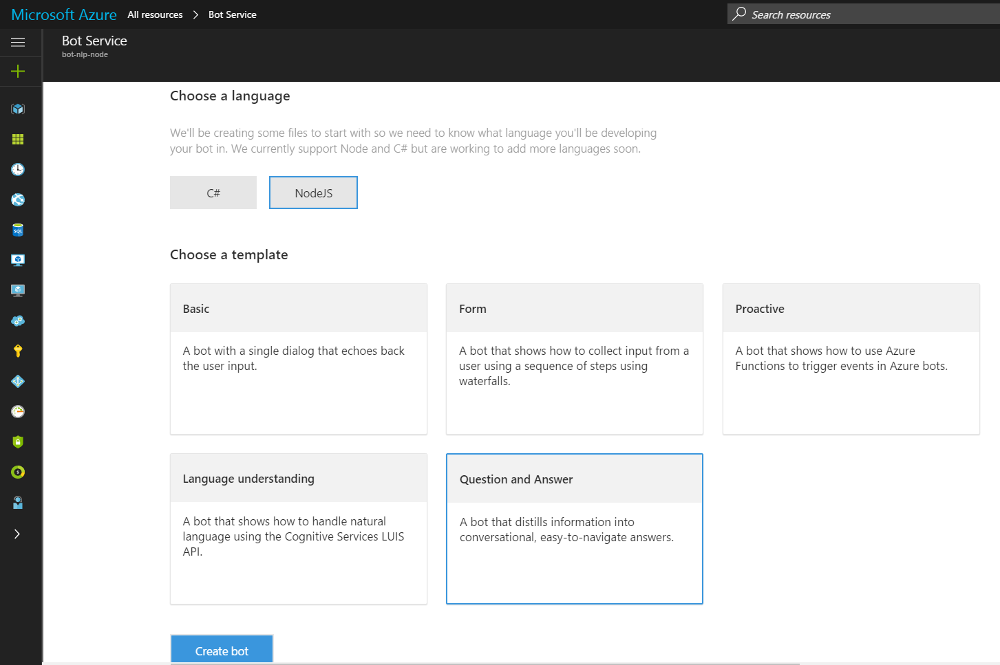 Microsoft Azure All resources > Bot Service
Search resources
Bot Service
bot-nlp-node
Choose a language
We'll be creating some files to start with so we need to know what language you'll be developing
your bot in. We currently support Node and C# but are working to add more languages soon.
C# NodeJS
Choose a template
Basic
A bot with a single dialog that echoes back
the user input.
Form
A bot that shows how to collect input from a
user using a sequence of steps using
waterfalls.
Proactive
A bot that shows how to use Azure
Functions to trigger events in Azure bots.
Language understanding
A bot that shows how to handle natural
language using the Cognitive Services LUIS
API.
Question and Answer
A bot that distills information into
conversational, easy-to-navigate answers.
Create bot
SQL